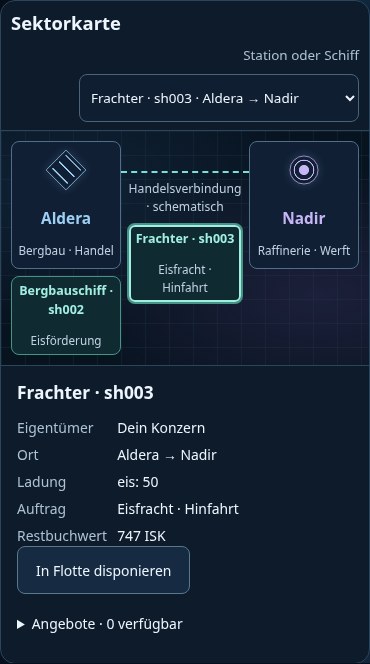 Sektorkarte
Station oder Schiff
Frachter · sh003 · Aldera → Nadir
Handelsverbindung
· schematisch
Aldera
Bergbau · Handel
Nadir
Raffinerie · Werft
Frachter · sh003
Eisfracht ·
Hinfahrt
Bergbauschiff ·
sh002
Eisförderung
Frachter · sh003
Eigentümer Dein Konzern
Ort Aldera → Nadir
Ladung eis: 50
Auftrag Eisfracht · Hinfahrt
Restbuchwert 747 ISK
In Flotte disponieren
▶ Angebote · 0 verfügbar